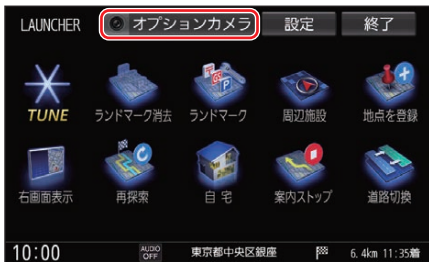 LAUNCHER オプションカメラ 設定 終了
TUNE ランドマーク消去 ランドマーク 周辺施設 地点を登録
右画面表示 再探索 自宅 案内ストップ 道路切換
10:00 AUDIO OFF 東京都中央区銀座 6.4km 11:35着